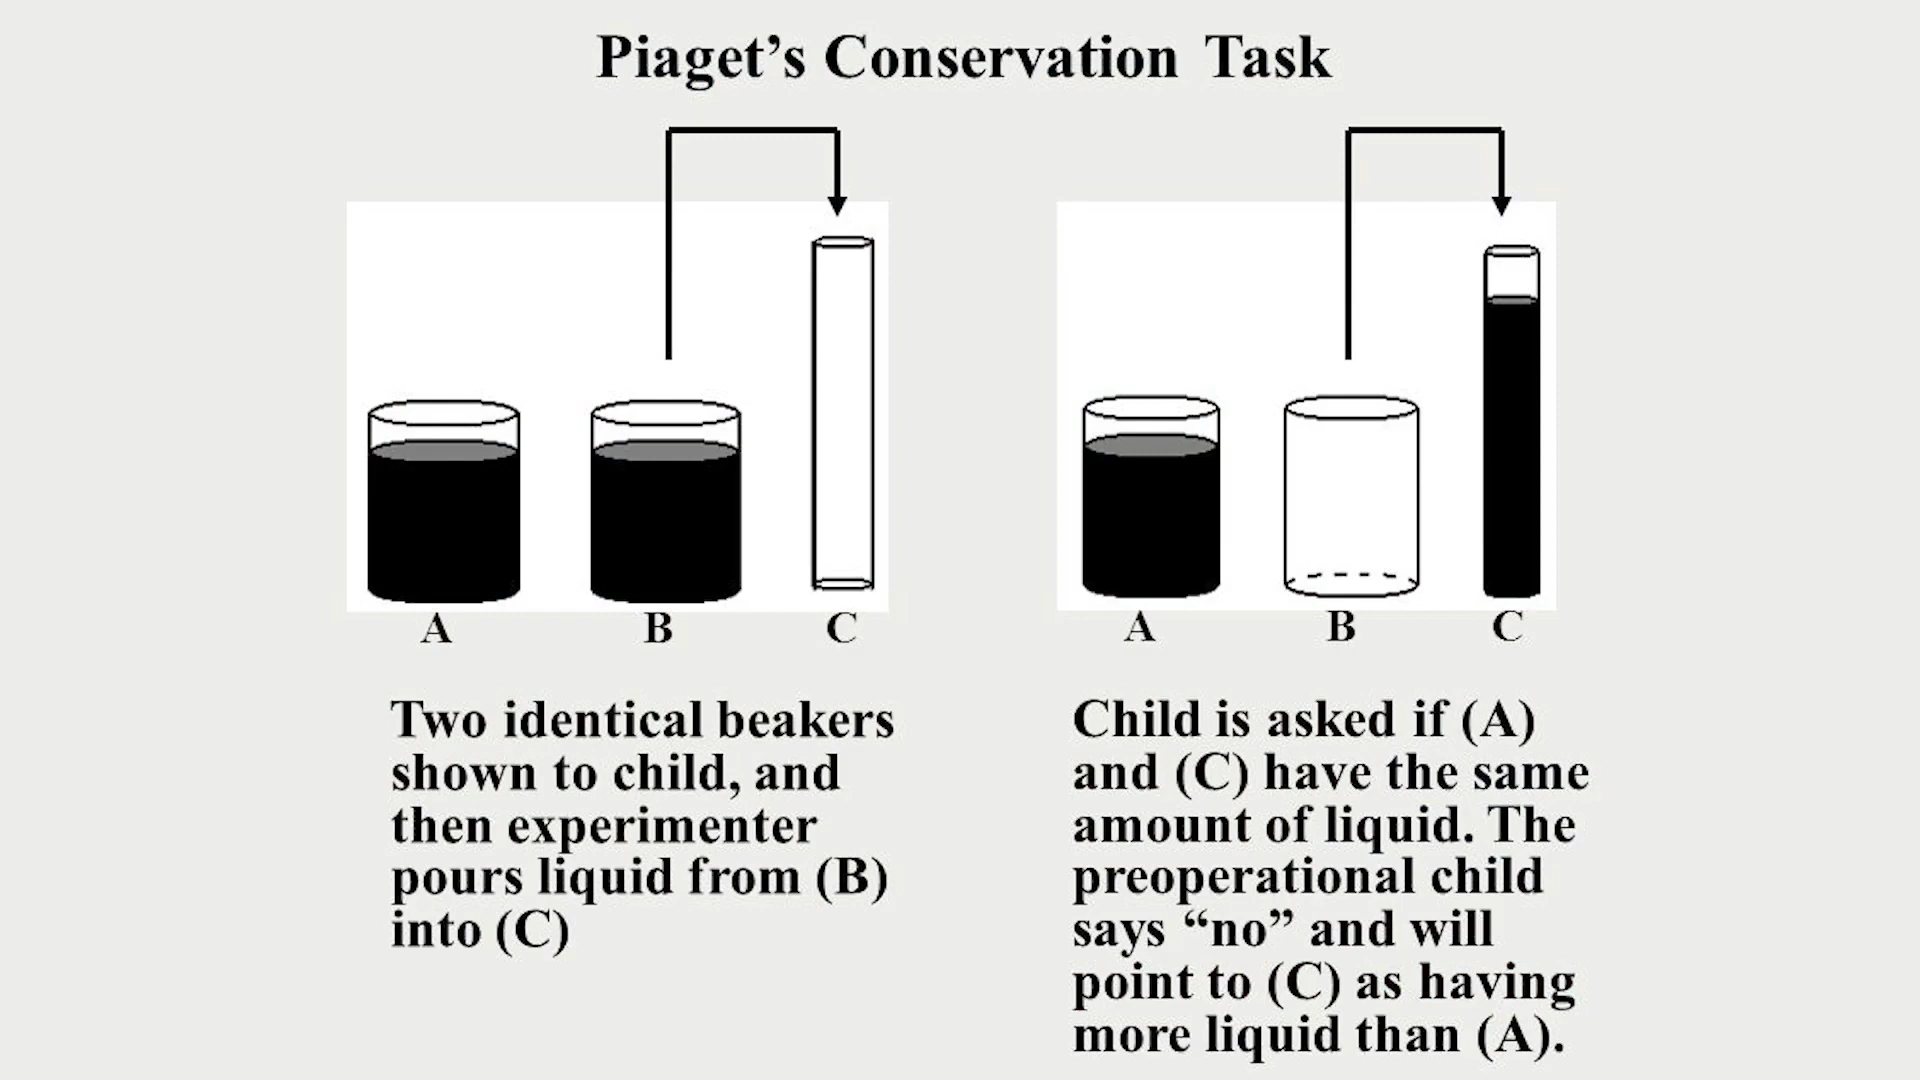 Piaget’s Conservation Task
A B C
Two identical beakers
shown to child, and
then experimenter
pours liquid from (B)
into (C)
A B C
Child is asked if (A)
and (C) have the same
amount of liquid. The
preoperational child
says “no” and will
point to (C) as having
more liquid than (A).